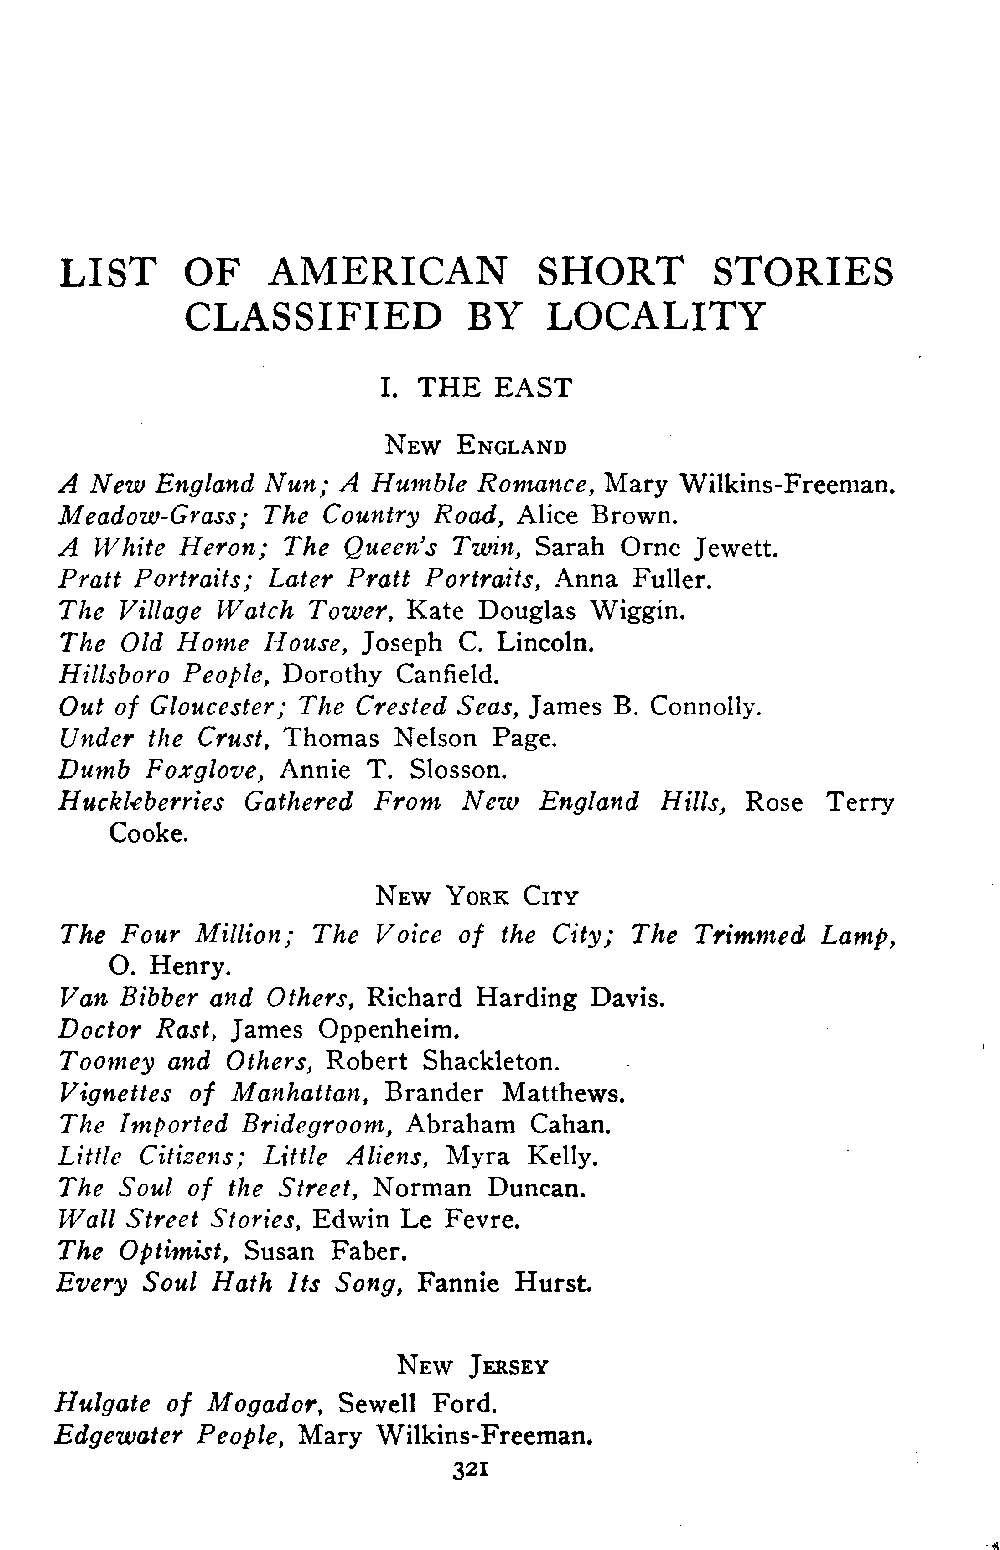 LIST OF AMERICAN SHORT STORIES
CLASSIFIED BY LOCALITY
I. THE EAST
NEW ENGLAND
A New England Nun; A Humble Romance, Mary Wilkins-Freeman.
Meadow-Grass; The Country Road, Alice Brown.
A White Heron; The Queen's Twin, Sarah Orne Jewett.
Pratt Portraits; Later Pratt Portraits, Anna Fuller.
The Village Watch Tower, Kate Douglas Wiggin.
The Old Home House, Joseph C. Lincoln.
Hillsboro People, Dorothy Canfield.
Out of Gloucester; The Crested Seas, James B. Connolly.
Under the Crust, Thomas Nelson Page.
Dumb Foxglove, Annie T. Slosson.
Huckleberries Gathered From New England Hills, Rose Terry
Cooke.
NEW YORK CITY
The Four Million; The Voice of the City; The Trimmed Lamp,
O. Henry.
Van Bibber and Others, Richard Harding Davis.
Doctor Rast, James Oppenheim.
Toomey and Others, Robert Shackleton.
Vignettes of Manhattan, Brander Matthews.
The Imported Bridegroom, Abraham Cahan.
Little Citizens; Little Aliens, Myra Kelly.
The Soul of the Street, Norman Duncan.
Wall Street Stories, Edwin Le Fevre.
The Optimist, Susan Faber.
Every Soul Hath Its Song, Fannie Hurst.
NEW JERSEY
Hulgate of Mogador, Sewell Ford.
Edgewater People, Mary Wilkins-Freeman.
321